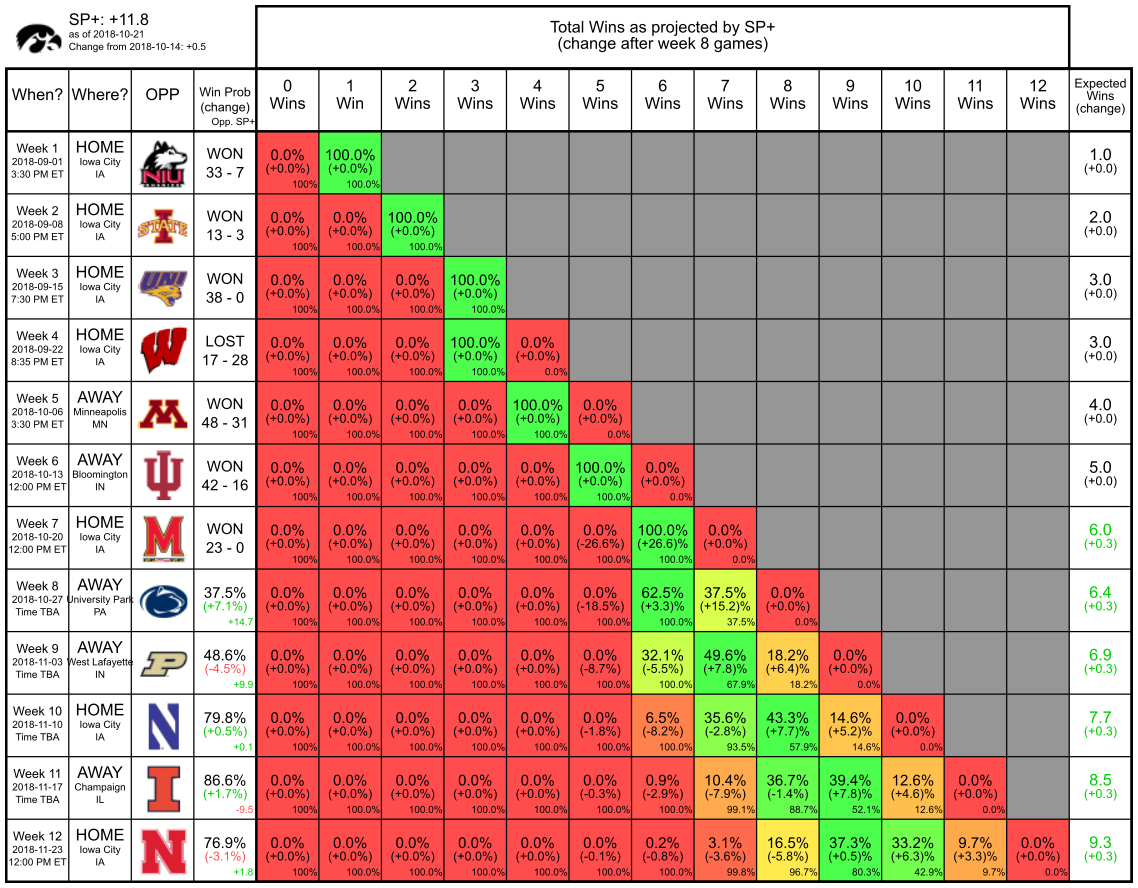 SP+: +11.8
as of 2018-10-21
Change from 2018-10-14: +0.5
Total Wins as projected by SP+
(change after week 8 games)
When? Where? OPP Win Prob (change) Opp. SP+ 0 Wins 1 Win 2 Wins 3 Wins 4 Wins 5 Wins 6 Wins 7 Wins 8 Wins 9 Wins 10 Wins 11 Wins 12 Wins Expected Wins (change)
Week 1 HOME WON 0.0% 100.0% 1.0
2018-09-01 Iowa City NIU 33 - 7 (+0.0%) (+0.0%) (+0.0)
3:30 PM ET IA HUSKIES 100% 100.0%
Week 2 HOME WON 0.0% 0.0% 100.0% 2.0
2018-09-08 Iowa City STATE 13 - 3 (+0.0%) (+0.0%) (+0.0%) (+0.0)
5:00 PM ET IA 100% 100.0% 100.0%
Week 3 HOME WON 0.0% 0.0% 0.0% 100.0% 3.0
2018-09-15 Iowa City UNI 38 - 0 (+0.0%) (+0.0%) (+0.0%) (+0.0%) (+0.0)
7:30 PM ET IA 100% 100.0% 100.0% 100.0%
Week 4 HOME W LOST 0.0% 0.0% 0.0% 100.0% 0.0% 3.0
2018-09-22 Iowa City 17 - 28 (+0.0%) (+0.0%) (+0.0%) (+0.0%) (+0.0%) (+0.0)
8:35 PM ET IA 100% 100.0% 100.0% 100.0% 0.0%
Week 5 AWAY M WON 0.0% 0.0% 0.0% 0.0% 100.0% 0.0% 4.0
2018-10-06 Minneapolis 48 - 31 (+0.0%) (+0.0%) (+0.0%) (+0.0%) (+0.0%) (+0.0%) (+0.0)
3:30 PM ET MN 100% 100.0% 100.0% 100.0% 100.0% 0.0%
Week 6 AWAY IU WON 0.0% 0.0% 0.0% 0.0% 0.0% 100.0% 0.0% 5.0
2018-10-13 Bloomington 42 - 16 (+0.0%) (+0.0%) (+0.0%) (+0.0%) (+0.0%) (+0.0%) (+0.0%) (+0.0)
12:00 PM ET IN 100% 100.0% 100.0% 100.0% 100.0% 100.0% 0.0%
Week 7 HOME M WON 0.0% 0.0% 0.0% 0.0% 0.0% 0.0% 100.0% 0.0% 6.0
2018-10-20 Iowa City 23 - 0 (+0.0%) (+0.0%) (+0.0%) (+0.0%) (+0.0%) (-26.6%) (+26.6)% (+0.0%) (+0.3)
12:00 PM ET IA 100% 100.0% 100.0% 100.0% 100.0% 100.0% 100.0% 0.0%
Week 8 AWAY 37.5% 0.0% 0.0% 0.0% 0.0% 0.0% 0.0% 62.5% 37.5% 0.0% 6.4
2018-10-27 University Park (+7.1%) (+0.0%) (+0.0%) (+0.0%) (+0.0%) (+0.0%) (-18.5%) (+3.3)% (+15.2)% (+0.0%) (+0.3)
Time TBA PA +14.7 100% 100.0% 100.0% 100.0% 100.0% 100.0% 100.0% 37.5% 0.0%
Week 9 AWAY P 48.6% 0.0% 0.0% 0.0% 0.0% 0.0% 0.0% 32.1% 49.6% 18.2% 0.0% 6.9
2018-11-03 West Lafayette (-4.5%) (+0.0%) (+0.0%) (+0.0%) (+0.0%) (+0.0%) (-8.7%) (-5.5%) (+7.8)% (+6.4)% (+0.0%) (+0.3)
Time TBA IN +9.9 100% 100.0% 100.0% 100.0% 100.0% 100.0% 100.0% 67.9% 18.2% 0.0%
Week 10 HOME N 79.8% 0.0% 0.0% 0.0% 0.0% 0.0% 0.0% 6.5% 35.6% 43.3% 14.6% 0.0% 7.7
2018-11-10 Iowa City (+0.5%) (+0.0%) (+0.0%) (+0.0%) (+0.0%) (+0.0%) (-1.8%) (-8.2%) (-2.8%) (+7.7)% (+5.2)% (+0.0%) (+0.3)
Time TBA IA +0.1 100% 100.0% 100.0% 100.0% 100.0% 100.0% 100.0% 93.5% 57.9% 14.6% 0.0%
Week 11 AWAY I 86.6% 0.0% 0.0% 0.0% 0.0% 0.0% 0.0% 0.9% 10.4% 36.7% 39.4% 12.6% 0.0% 8.5
2018-11-17 Champaign (+1.7%) (+0.0%) (+0.0%) (+0.0%) (+0.0%) (+0.0%) (-0.3%) (-2.9%) (-7.9%) (-1.4%) (+7.8)% (+4.6)% (+0.0%) (+0.3)
Time TBA IL -9.5 100% 100.0% 100.0% 100.0% 100.0% 100.0% 100.0% 99.1% 88.7% 52.1% 12.6% 0.0%
Week 12 HOME N 76.9% 0.0% 0.0% 0.0% 0.0% 0.0% 0.0% 0.2% 3.1% 16.5% 37.3% 33.2% 9.7% 0.0% 9.3
2018-11-23 Iowa City (-3.1%) (+0.0%) (+0.0%) (+0.0%) (+0.0%) (+0.0%) (-0.1%) (-0.8%) (-3.6%) (-5.8%) (+0.5)% (+6.3)% (+3.3)% (+0.0%) (+0.3)
12:00 PM ET IA +1.8 100% 100.0% 100.0% 100.0% 100.0% 100.0% 100.0% 99.8% 96.7% 80.3% 42.9% 9.7% 0.0%